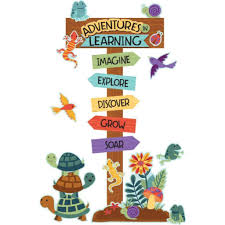 ADVENTURES IN
LEARNING
IMAGINE
EXPLORE
DISCOVER
GROW
SOAR